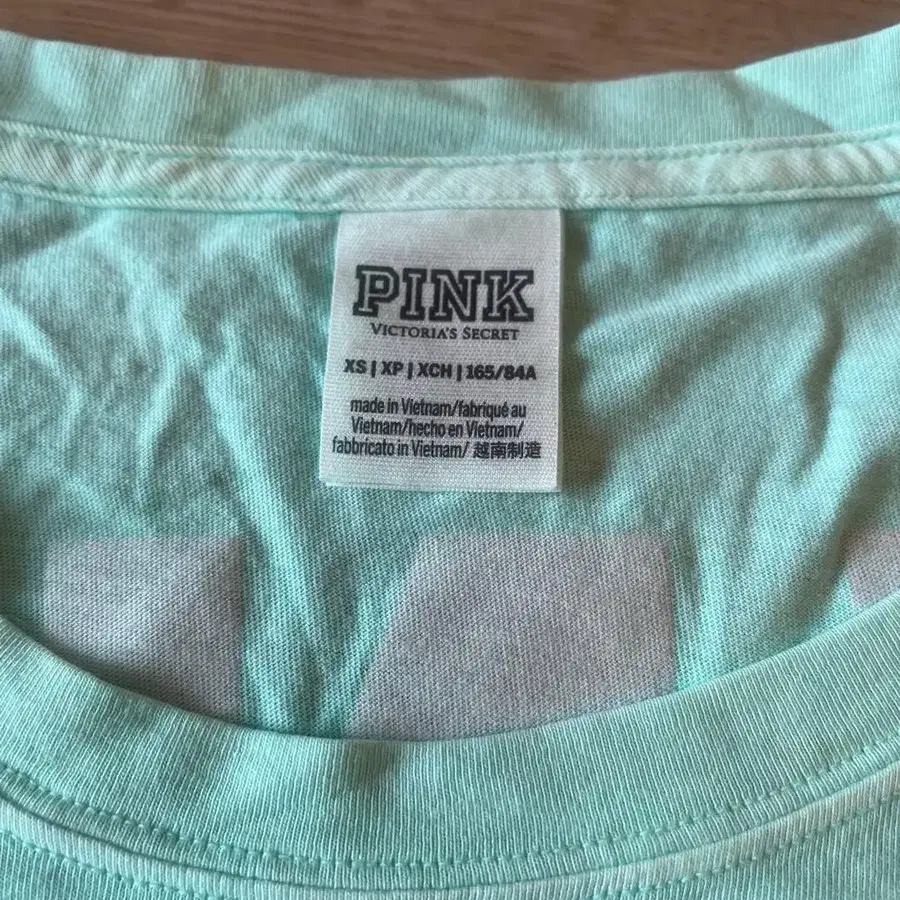 PINK
VICTORIA'S SECRET
XS | XP | XCH | 165/84A
made in Vietnam/fabriqué au
Vietnam/hecho en Vietnam/
fabbricato in Vietnam/ 越南制造